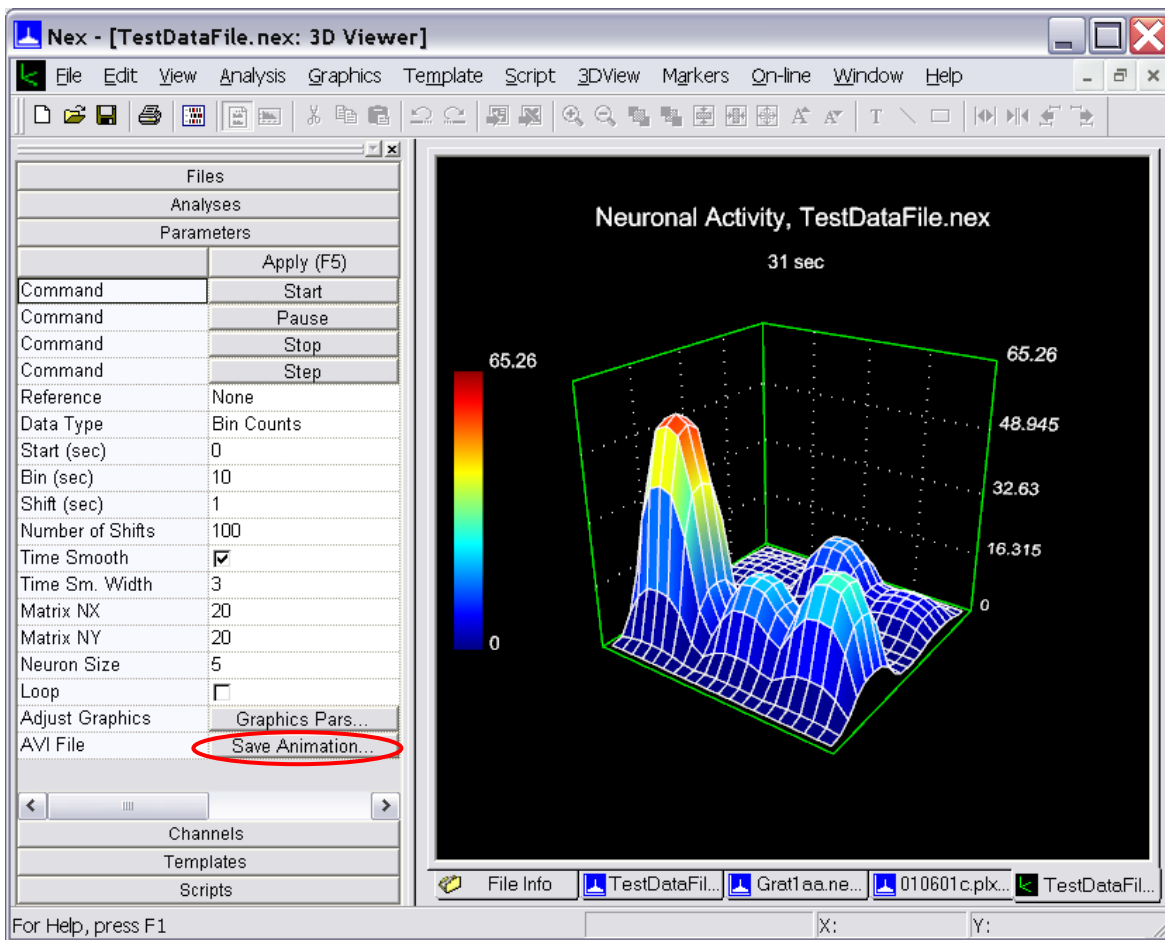 Nex - [TestDataFile.nex: 3D Viewer]
File Edit View Analysis Graphics Template Script 3DView Markers On-line Window Help
Files
Analyses
Parameters
Apply (F5)
Command Start
Command Pause
Command Stop
Command Step
Reference None
Data Type Bin Counts
Start (sec) 0
Bin (sec) 10
Shift (sec) 1
Number of Shifts 100
Time Smooth
Time Sm. Width 3
Matrix NX 20
Matrix NY 20
Neuron Size 5
Loop
Adjust Graphics Graphics Pars...
AVI File Save Animation...
Channels
Templates
Scripts
Neuronal Activity, TestDataFile.nex
31 sec
65.26
0
65.26
48.945
32.63
16.315
0
File Info TestDataFil... Grat1aa.ne... 010601c.plx... TestDataFil...
For Help, press F1 X: Y: